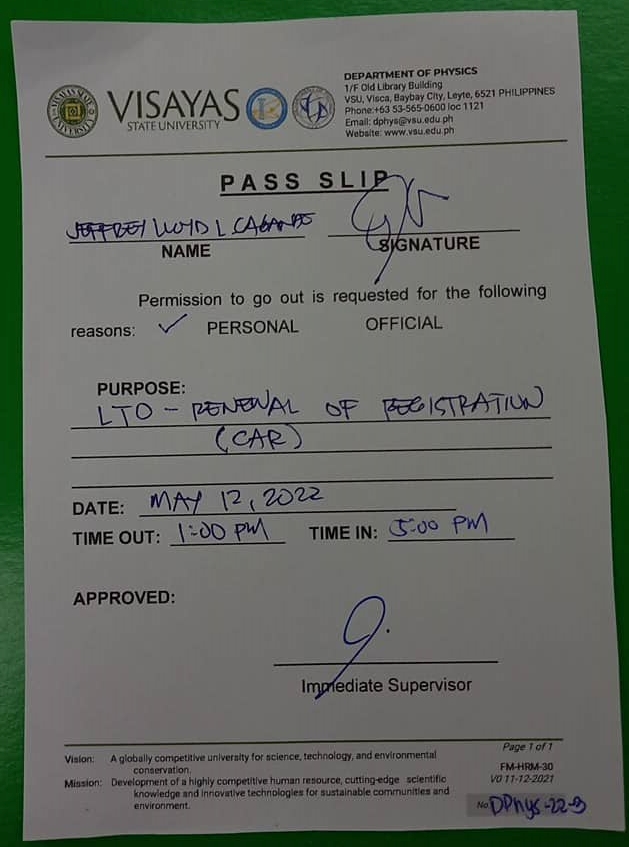 DEPARTMENT OF PHYSICS
1/F Old Library Building
VSU, Visca, Baybay City, Leyte, 6521 PHILIPPINES
Phone:+63 53-565-0600 loc 1121
Email: dphys@vsu.edu.ph
Website: www.vsu.edu.ph
VISAYAS
STATE UNIVERSITY
PASS SLIP
JEFFREY LLOYD L CAGANDE
NAME
SIGNATURE
Permission to go out is requested for the following
reasons: ✓ PERSONAL OFFICIAL
PURPOSE:
LTO - RENEWAL OF REGISTRATION
(CAR)
DATE: MAY 12, 2022
TIME OUT: 1:00 PM TIME IN: 5:00 PM
APPROVED:
Immediate Supervisor
Page 1 of 1
Vision: A globally competitive university for science, technology, and environmental
conservation.
FM-HRM-30
Mission: Development of a highly competitive human resource, cutting-edge scientific
V0 11-12-2021
knowledge and innovative technologies for sustainable communities and
environment.
No. DPhys-22-9